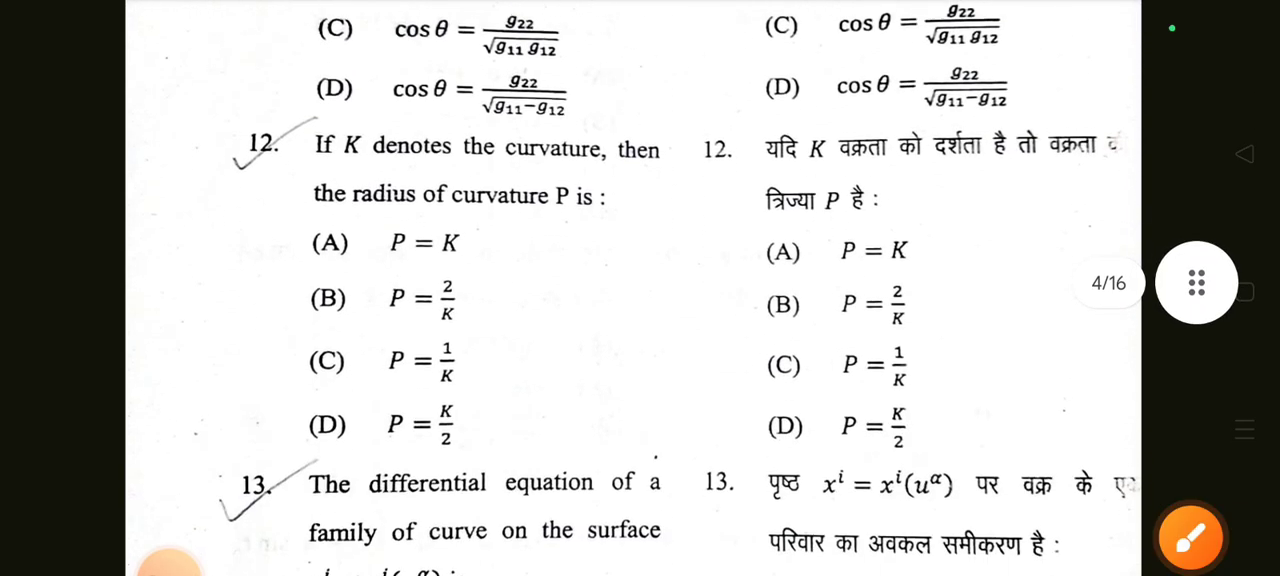 (C) cos θ = g₂₂/√g₁₁ g₁₂
(D) cos θ = g₂₂/√g₁₁−g₁₂
12. If K denotes the curvature, then
the radius of curvature P is :
(A) P = K
(B) P = 2/K
(C) P = 1/K
(D) P = K/2
13. The differential equation of a
family of curve on the surface
(C) cos θ = g₂₂/√g₁₁ g₁₂
(D) cos θ = g₂₂/√g₁₁−g₁₂
12. यदि K वक्रता को दर्शता है तो वक्रता
त्रिज्या P है :
(A) P = K
(B) P = 2/K
(C) P = 1/K
(D) P = K/2
13. पृष्ठ xⁱ = xⁱ(uᵅ) पर वक्र के
परिवार का अवकल समीकरण है :
4/16